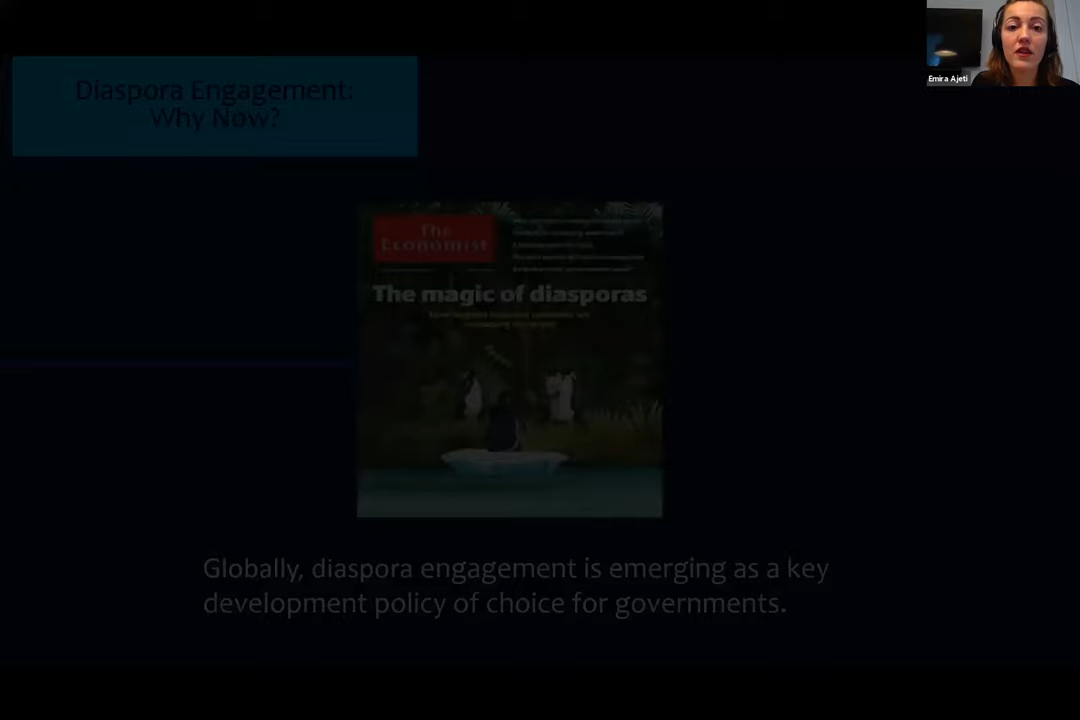 Emira Ajeti
Diaspora Engagement:
Why Now?
The
Economist
The magic of diasporas
Globally, diaspora engagement is emerging as a key
development policy of choice for governments.